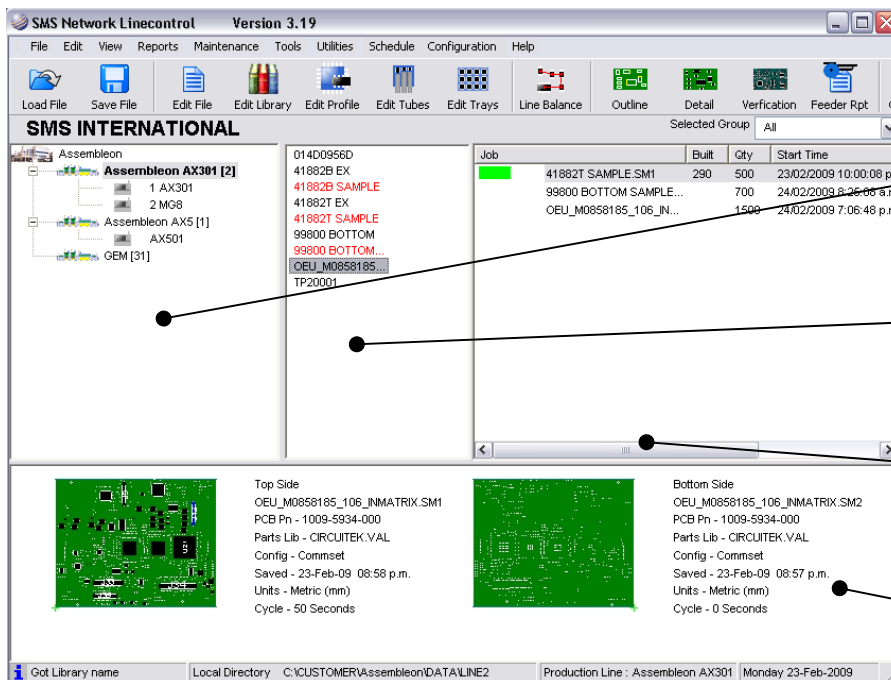 SMS Network Linecontrol Version 3.19
File Edit View Reports Maintenance Tools Utilities Schedule Configuration Help
Load File Save File Edit File Edit Library Edit Profile Edit Tubes Edit Trays Line Balance Outline Detail Verfication Feeder Rpt
SMS INTERNATIONAL
Selected Group All
Assembleon
Assembleon AX301 [2]
1 AX301
2 MG8
Assembleon AX5 [1]
AX501
GEM [31]
014D0956D
41882B EX
41882B SAMPLE
41882T EX
41882T SAMPLE
99800 BOTTOM
99800 BOTTOM...
OEU_M0858185...
TP20001
Job Built Qty Start Time
41882T SAMPLE.SM1 290 500 23/02/2009 10:00:08 p
99800 BOTTOM SAMPLE... 700 24/02/2009 8:25:08 a.r
OEU_M0858185_106_IN... 1500 24/02/2009 7:06:48 p.r
Top Side
OEU_M0858185_106_INMATRIX.SM1
PCB Pn - 1009-5934-000
Parts Lib - CIRCUITEK.VAL
Config - Commset
Saved - 23-Feb-09 08:58 p.m.
Units - Metric (mm)
Cycle - 50 Seconds
U21
Bottom Side
OEU_M0858185_106_INMATRIX.SM2
PCB Pn - 1009-5934-000
Parts Lib - CIRCUITEK.VAL
Config - Commset
Saved - 23-Feb-09 08:57 p.m.
Units - Metric (mm)
Cycle - 0 Seconds
Got Library name Local Directory C:\CUSTOMER\Assembleon\DATA\LINE2 Production Line : Assembleon AX301 Monday 23-Feb-2009